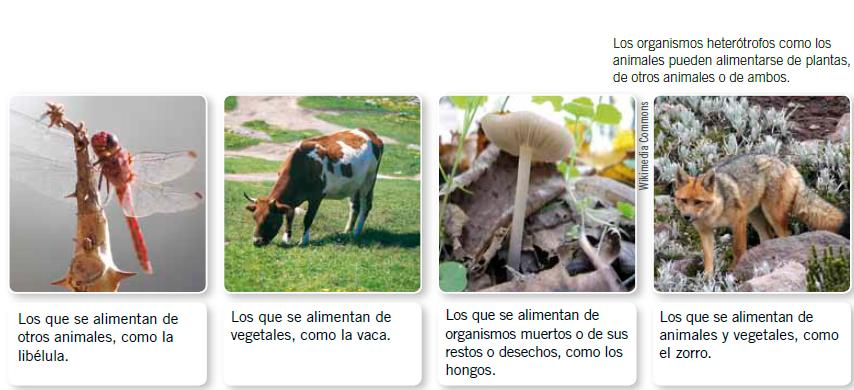 Los organismos heterótrofos como los
animales pueden alimentarse de plantas,
de otros animales o de ambos.
Wikimedia Commons
Los que se alimentan de
otros animales, como la
libélula.
Los que se alimentan de
vegetales, como la vaca.
Los que se alimentan de
organismos muertos o de sus
restos o desechos, como los
hongos.
Los que se alimentan de
animales y vegetales, como
el zorro.